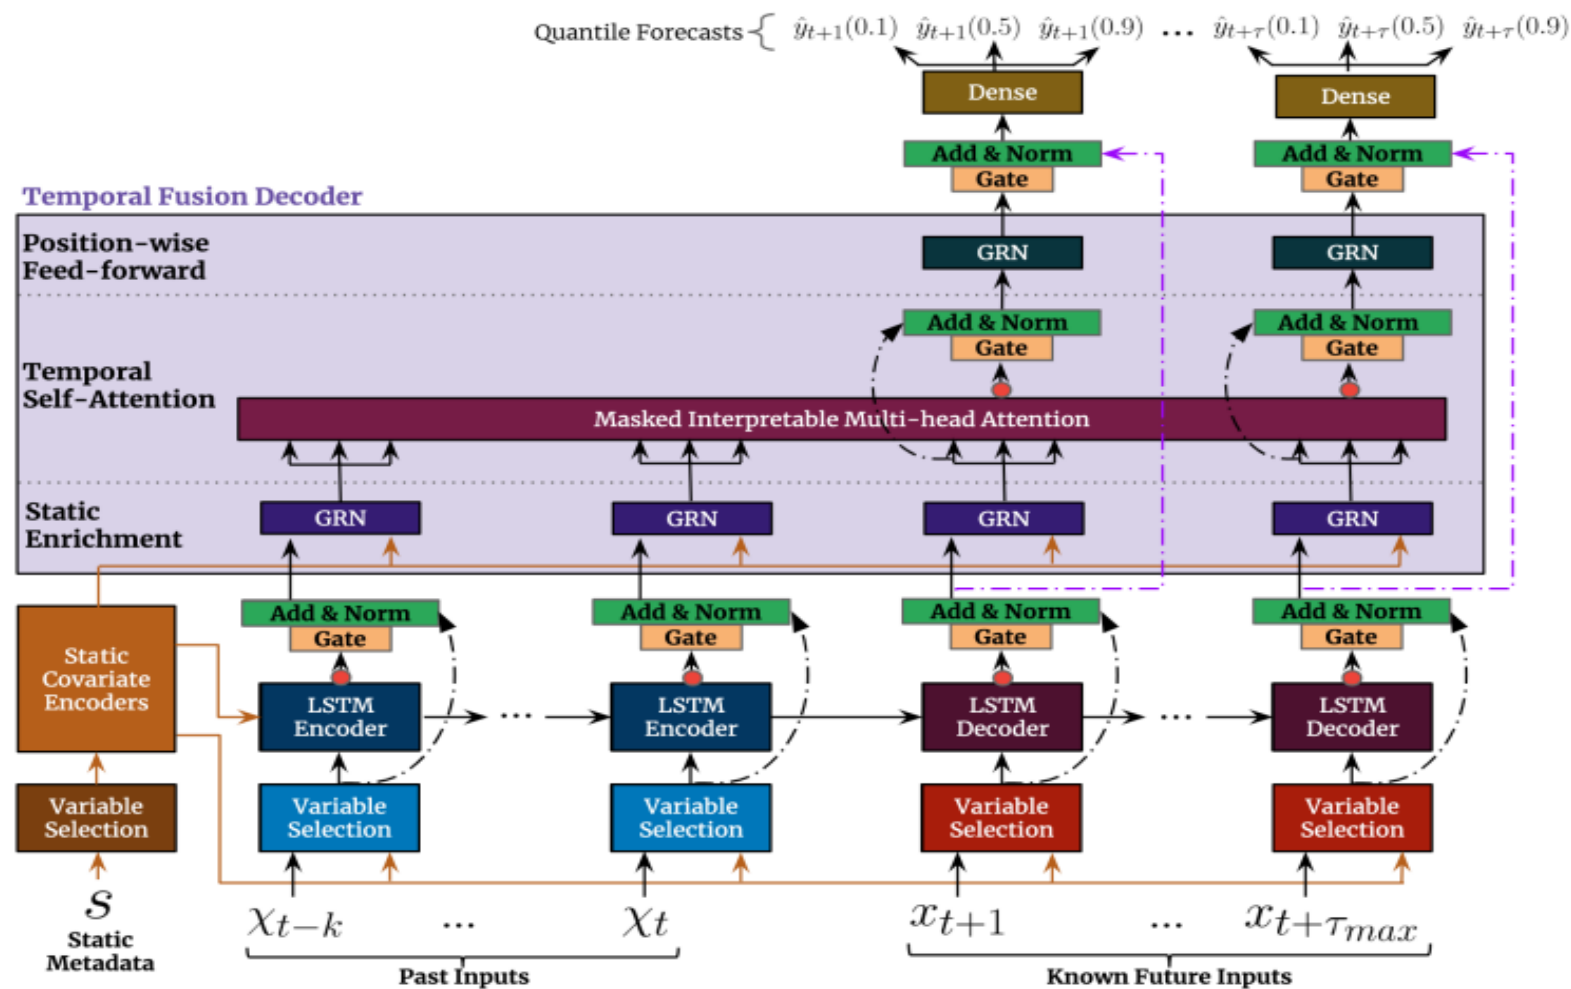 Quantile Forecasts ŷt+1(0.1) ŷt+1(0.5) ŷt+1(0.9) ... ŷt+τ(0.1) ŷt+τ(0.5) ŷt+τ(0.9)
Dense Dense
Add & Norm Add & Norm
Gate Gate
Temporal Fusion Decoder
Position-wise
Feed-forward
GRN GRN
Add & Norm Add & Norm
Gate Gate
Temporal
Self-Attention
Masked Interpretable Multi-head Attention
Static
Enrichment
GRN GRN GRN GRN
Add & Norm Add & Norm Add & Norm Add & Norm
Gate Gate Gate Gate
Static
Covariate
Encoders
LSTM
Encoder
...
LSTM
Encoder
LSTM
Decoder
...
LSTM
Decoder
Variable
Selection
Variable
Selection
Variable
Selection
Variable
Selection
Variable
Selection
s
Static
Metadata
χt−k ... χt xt+1 ... xt+τmax
Past Inputs Known Future Inputs